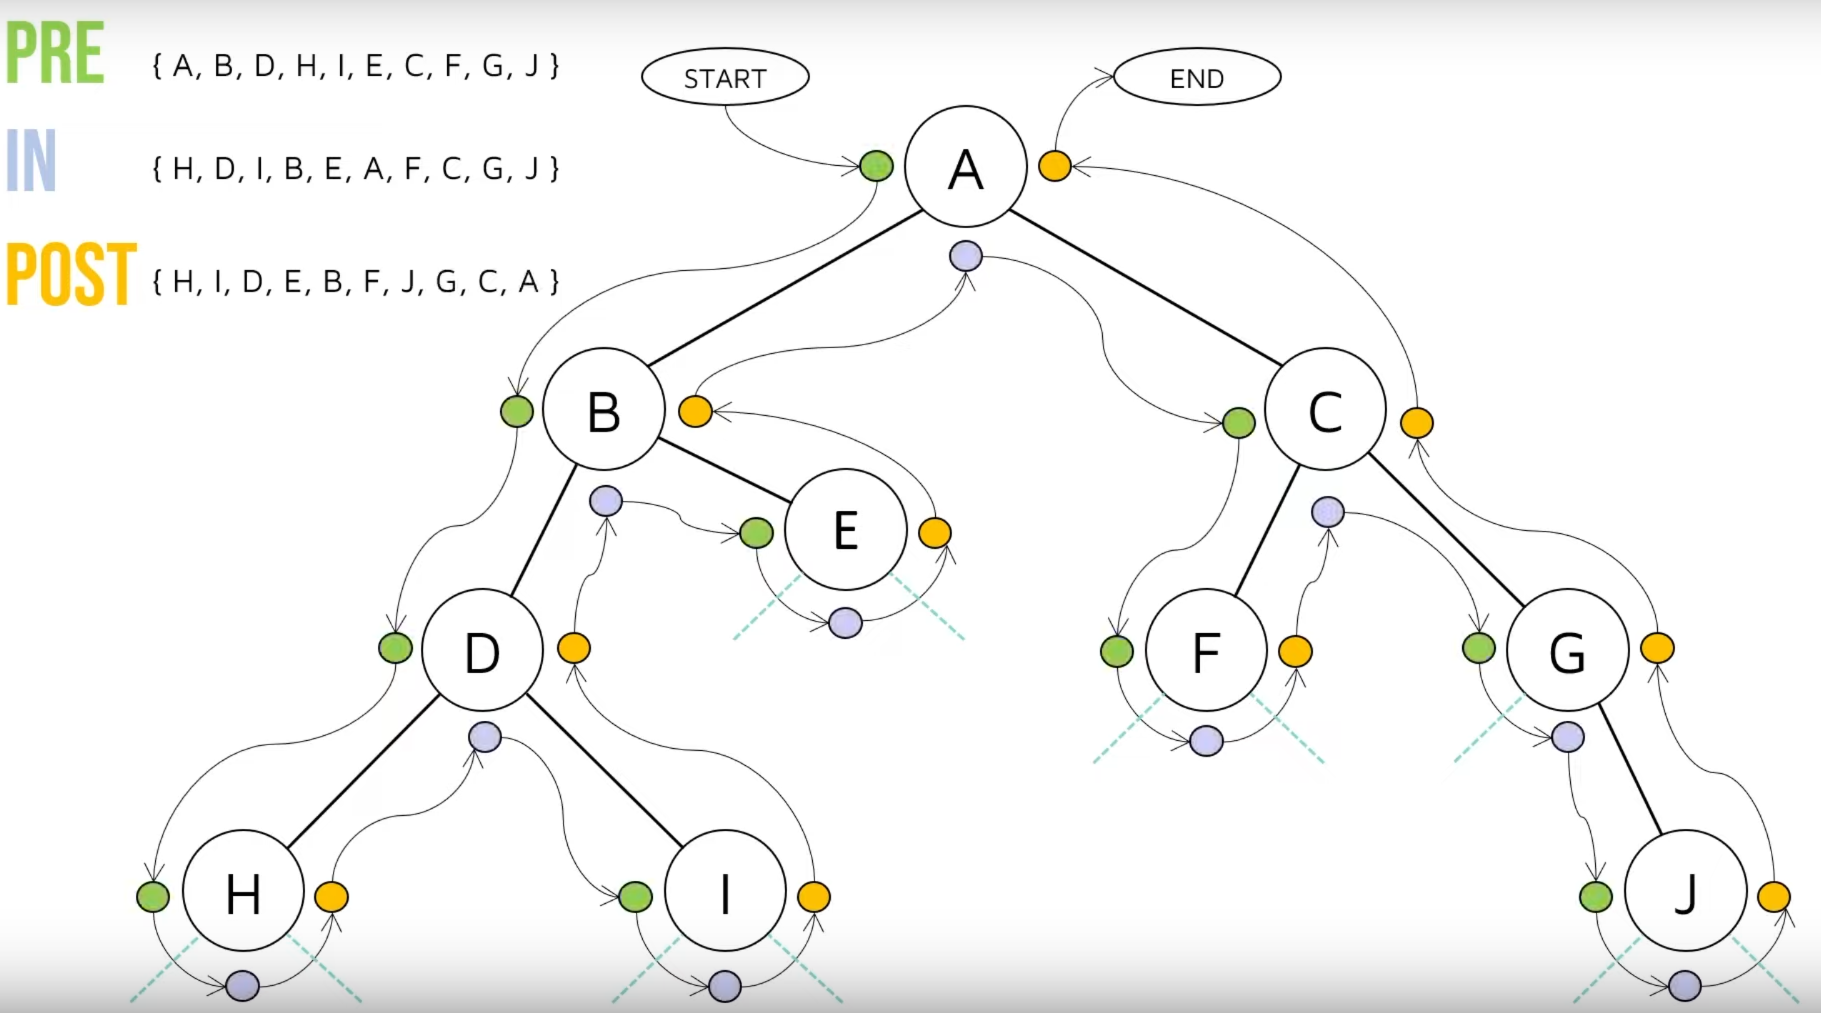 PRE { A, B, D, H, I, E, C, F, G, J }
IN { H, D, I, B, E, A, F, C, G, J }
POST { H, I, D, E, B, F, J, G, C, A }
START
END
A
B
C
E
D
F
G
H
I
J